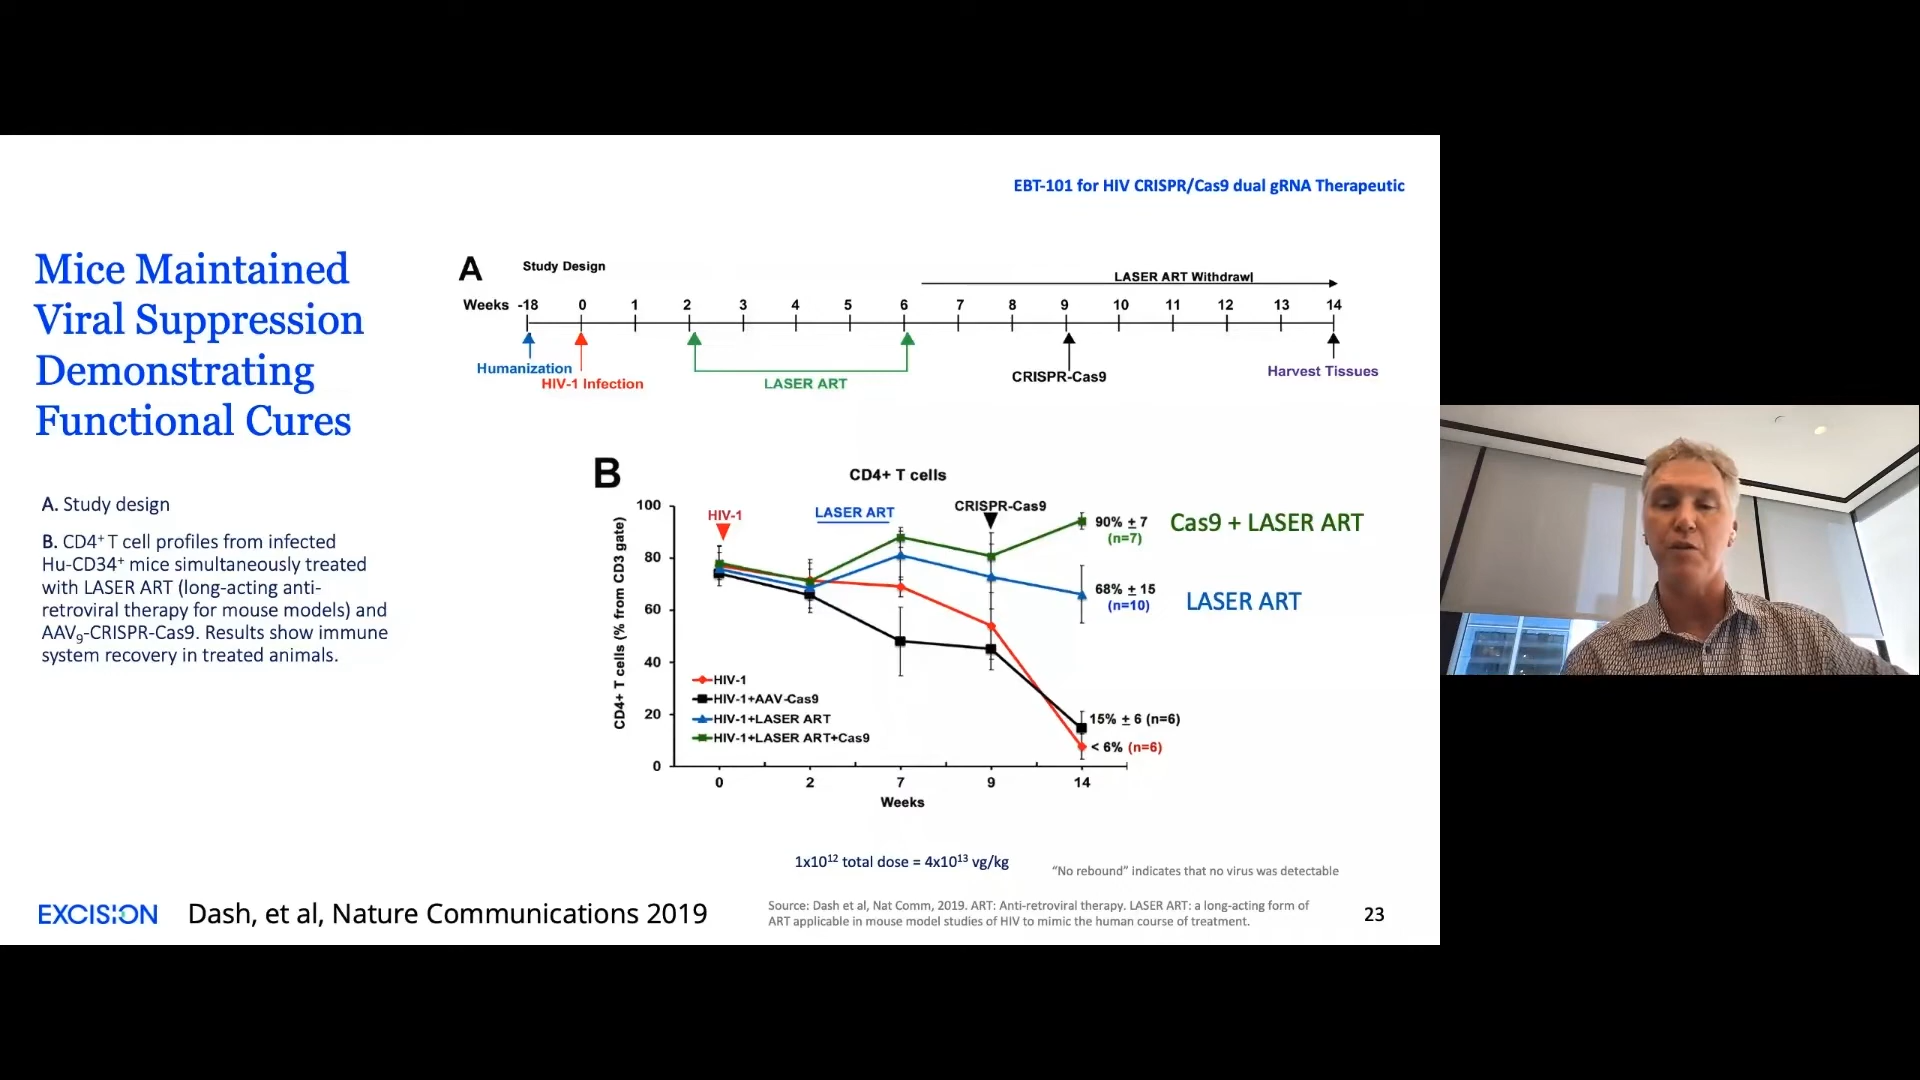 EBT-101 for HIV CRISPR/Cas9 dual gRNA Therapeutic
Mice Maintained
Viral Suppression
Demonstrating
Functional Cures
A. Study design
B. CD4⁺ T cell profiles from infected
Hu-CD34⁺ mice simultaneously treated
with LASER ART (long-acting anti-
retroviral therapy for mouse models) and
AAV₉-CRISPR-Cas9. Results show immune
system recovery in treated animals.
A Study Design
LASER ART Withdrawl
Weeks -18 0 1 2 3 4 5 6 7 8 9 10 11 12 13 14
Humanization
HIV-1 Infection
LASER ART
CRISPR-Cas9
Harvest Tissues
B
CD4+ T cells
HIV-1
LASER ART
CRISPR-Cas9
CD4+ T cells (% from CD3 gate)
100
80
60
40
20
0
90% ± 7
(n=7)
Cas9 + LASER ART
68% ± 15
(n=10)
LASER ART
HIV-1
HIV-1+AAV-Cas9
HIV-1+LASER ART
HIV-1+LASER ART+Cas9
15% ± 6 (n=6)
< 6% (n=6)
0 2 7 9 14
Weeks
1x10¹² total dose = 4x10¹³ vg/kg
“No rebound” indicates that no virus was detectable
EXCISION
Dash, et al, Nature Communications 2019
Source: Dash et al, Nat Comm, 2019. ART: Anti-retroviral therapy. LASER ART: a long-acting form of
ART applicable in mouse model studies of HIV to mimic the human course of treatment.
23